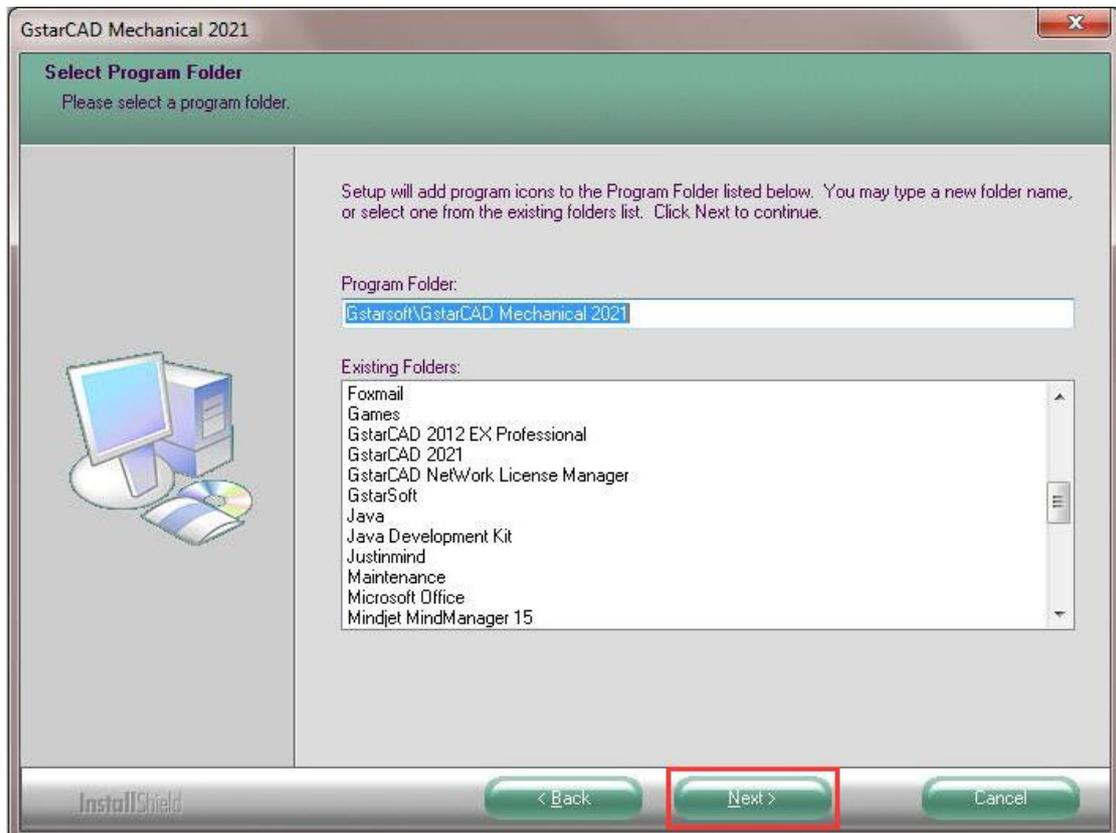 GstarCAD Mechanical 2021
Select Program Folder
Please select a program folder.
Setup will add program icons to the Program Folder listed below. You may type a new folder name,
or select one from the existing folders list. Click Next to continue.
Program Folder:
Gstarsoft\GstarCAD Mechanical 2021
Existing Folders:
Foxmail
Games
GstarCAD 2012 EX Professional
GstarCAD 2021
GstarCAD NetWork License Manager
GstarSoft
Java
Java Development Kit
Justinmind
Maintenance
Microsoft Office
Mindjet MindManager 15
InstallShield
< Back
Next >
Cancel